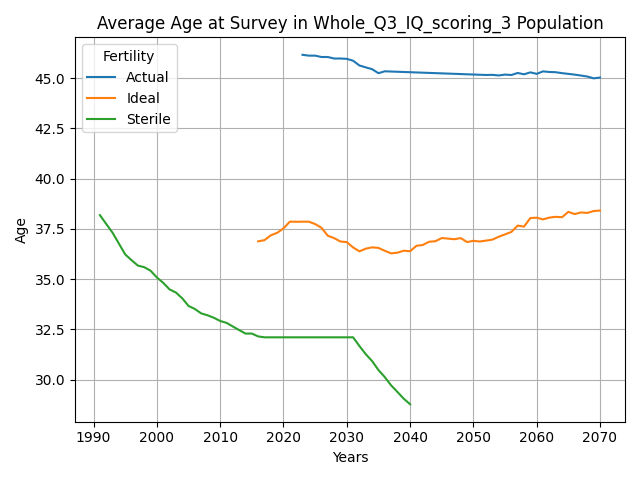 Average Age at Survey in Whole_Q3_IQ_scoring_3 Population
Fertility
Actual
Ideal
Sterile
45.0
42.5
40.0
37.5
35.0
32.5
30.0
Age
1990 2000 2010 2020 2030 2040 2050 2060 2070
Years